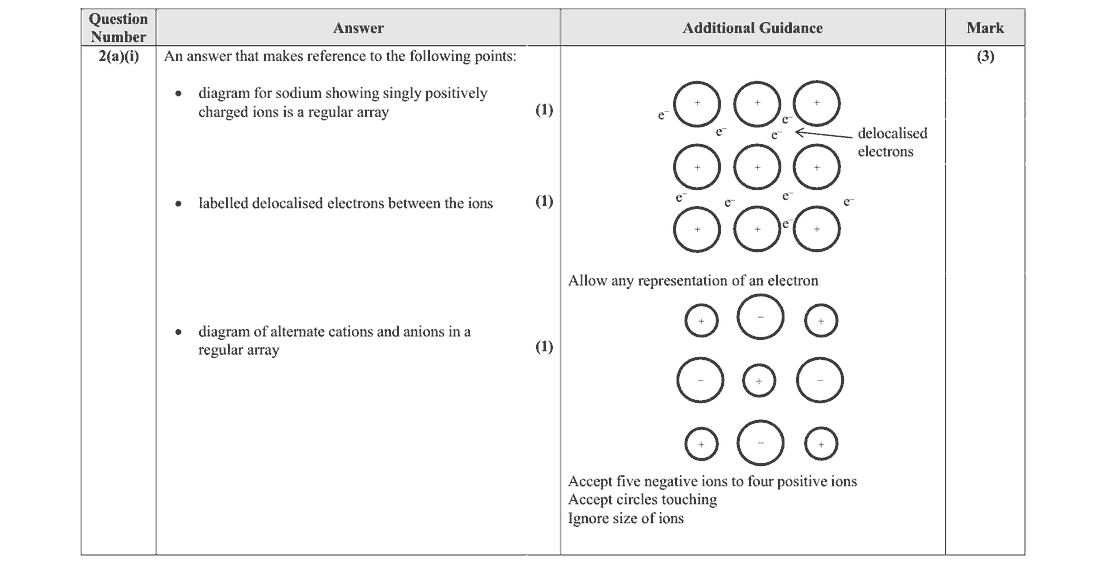 Question Number
Answer
Additional Guidance
Mark
2(a)(i)
An answer that makes reference to the following points:
(3)
• diagram for sodium showing singly positively
charged ions is a regular array
(1)
• labelled delocalised electrons between the ions
(1)
• diagram of alternate cations and anions in a
regular array
(1)
+ + +
e⁻
e⁻
e⁻
e⁻
delocalised
electrons
+ + +
e⁻
e⁻
e⁻
e⁻
+ + +
e⁻
Allow any representation of an electron
+ − +
− + −
+ − +
Accept five negative ions to four positive ions
Accept circles touching
Ignore size of ions